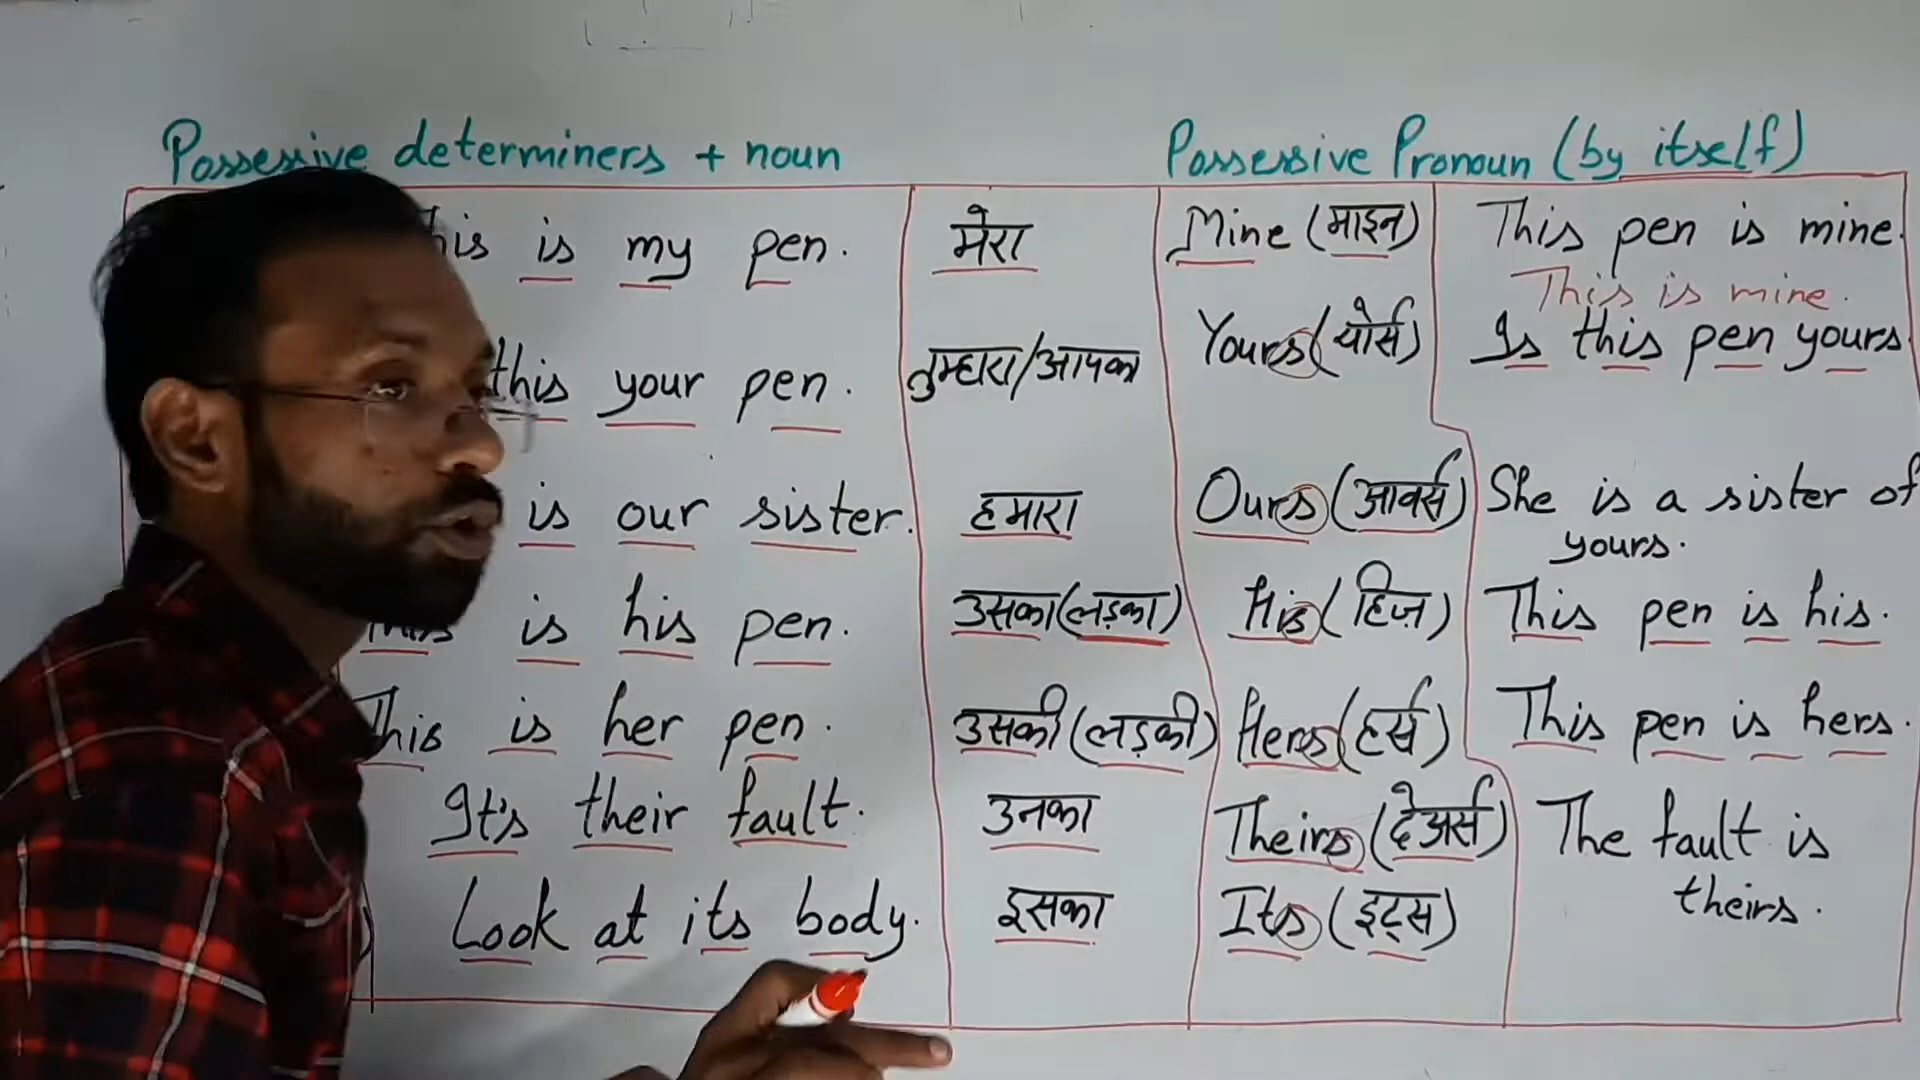 Possessive determiners + noun
Possessive Pronoun (by itself)
This is my pen. मेरा Mine (माइन) This pen is mine.
This is mine.
this your pen. तुम्हारा/आपका Yours (योर्स) Is this pen yours.
is our sister. हमारा Ours (आवर्स) She is a sister of
yours.
This is his pen. उसका (लड़का) His (हिज़) This pen is his.
This is her pen. उसकी (लड़की) Hers (हर्स) This pen is hers.
It's their fault. उनका Theirs (देअर्स) The fault is
theirs.
Look at its body. इसका Its (इट्स)